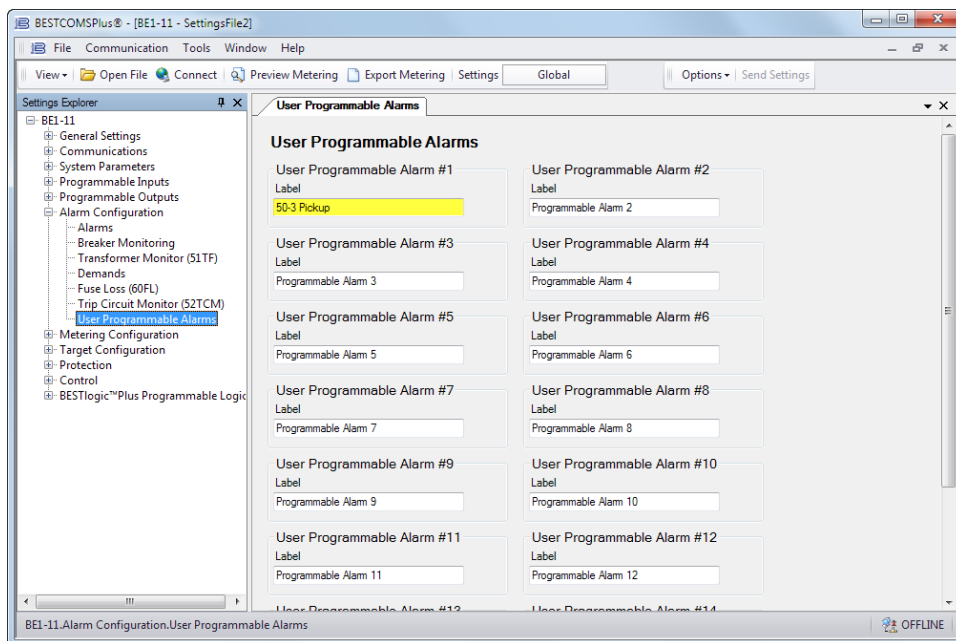 BESTCOMSPlus® - [BE1-11 - SettingsFile2]
File Communication Tools Window Help
View Open File Connect Preview Metering Export Metering Settings Global Options Send Settings
Settings Explorer
BE1-11
General Settings
Communications
System Parameters
Programmable Inputs
Programmable Outputs
Alarm Configuration
Alarms
Breaker Monitoring
Transformer Monitor (51TF)
Demands
Fuse Loss (60FL)
Trip Circuit Monitor (52TCM)
User Programmable Alarms
Metering Configuration
Target Configuration
Protection
Control
BESTlogic™Plus Programmable Logic
User Programmable Alarms
User Programmable Alarms
User Programmable Alarm #1
Label
50-3 Pickup
User Programmable Alarm #2
Label
Programmable Alarm 2
User Programmable Alarm #3
Label
Programmable Alarm 3
User Programmable Alarm #4
Label
Programmable Alarm 4
User Programmable Alarm #5
Label
Programmable Alarm 5
User Programmable Alarm #6
Label
Programmable Alarm 6
User Programmable Alarm #7
Label
Programmable Alarm 7
User Programmable Alarm #8
Label
Programmable Alarm 8
User Programmable Alarm #9
Label
Programmable Alarm 9
User Programmable Alarm #10
Label
Programmable Alarm 10
User Programmable Alarm #11
Label
Programmable Alarm 11
User Programmable Alarm #12
Label
Programmable Alarm 12
User Programmable Alarm #13
User Programmable Alarm #14
BE1-11.Alarm Configuration.User Programmable Alarms
OFFLINE